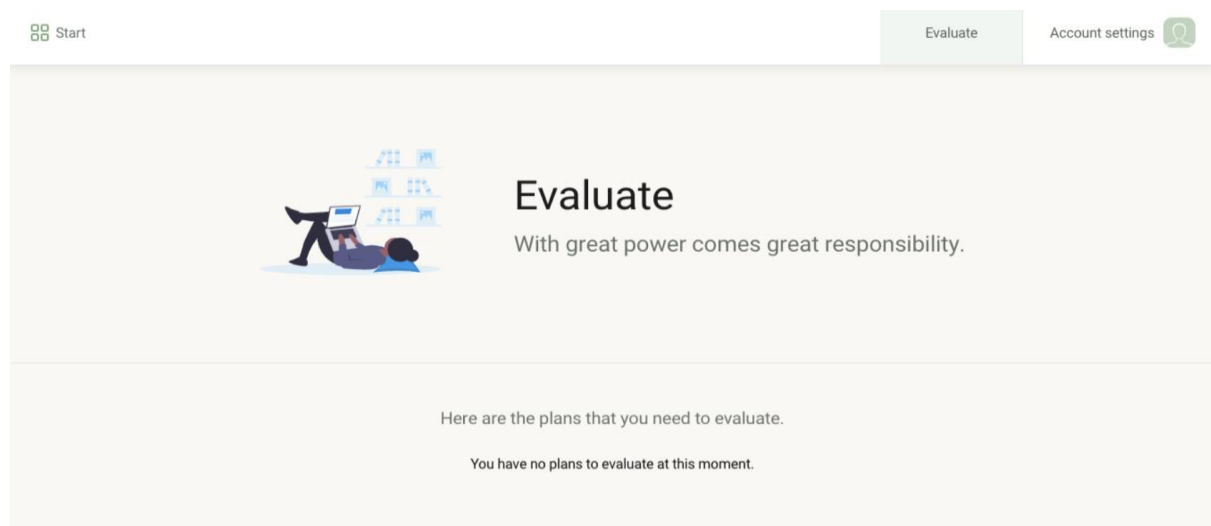 Start
Evaluate
Account settings
Evaluate
With great power comes great responsibility.
Here are the plans that you need to evaluate.
You have no plans to evaluate at this moment.